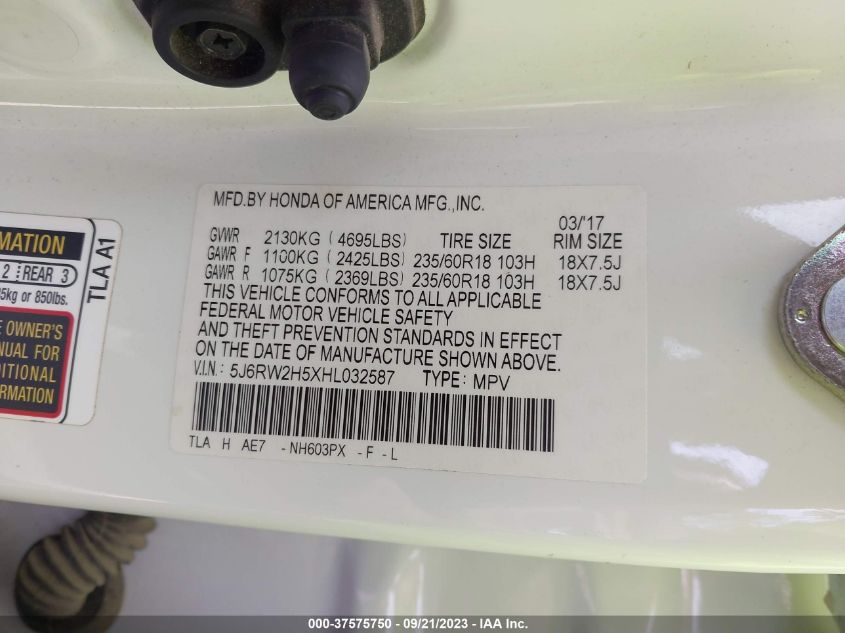 MFD.BY HONDA OF AMERICA MFG.,INC.
03/'17
GVWR 2130KG ( 4695LBS) TIRE SIZE RIM SIZE
GAWR F 1100KG ( 2425LBS) 235/60R18 103H 18X7.5J
GAWR R 1075KG ( 2369LBS) 235/60R18 103H 18X7.5J
THIS VEHICLE CONFORMS TO ALL APPLICABLE
FEDERAL MOTOR VEHICLE SAFETY
AND THEFT PREVENTION STANDARDS IN EFFECT
ON THE DATE OF MANUFACTURE SHOWN ABOVE.
V.I.N.: 5J6RW2H5XHL032587 TYPE: MPV
TLA H AE7 -NH603PX -F -L
MATION
2 REAR 3
5kg or 850lbs.
TLA A1
E OWNER'S
NUAL FOR
DITIONAL
ORMATION
000-37575750 - 09/21/2023 - IAA Inc.